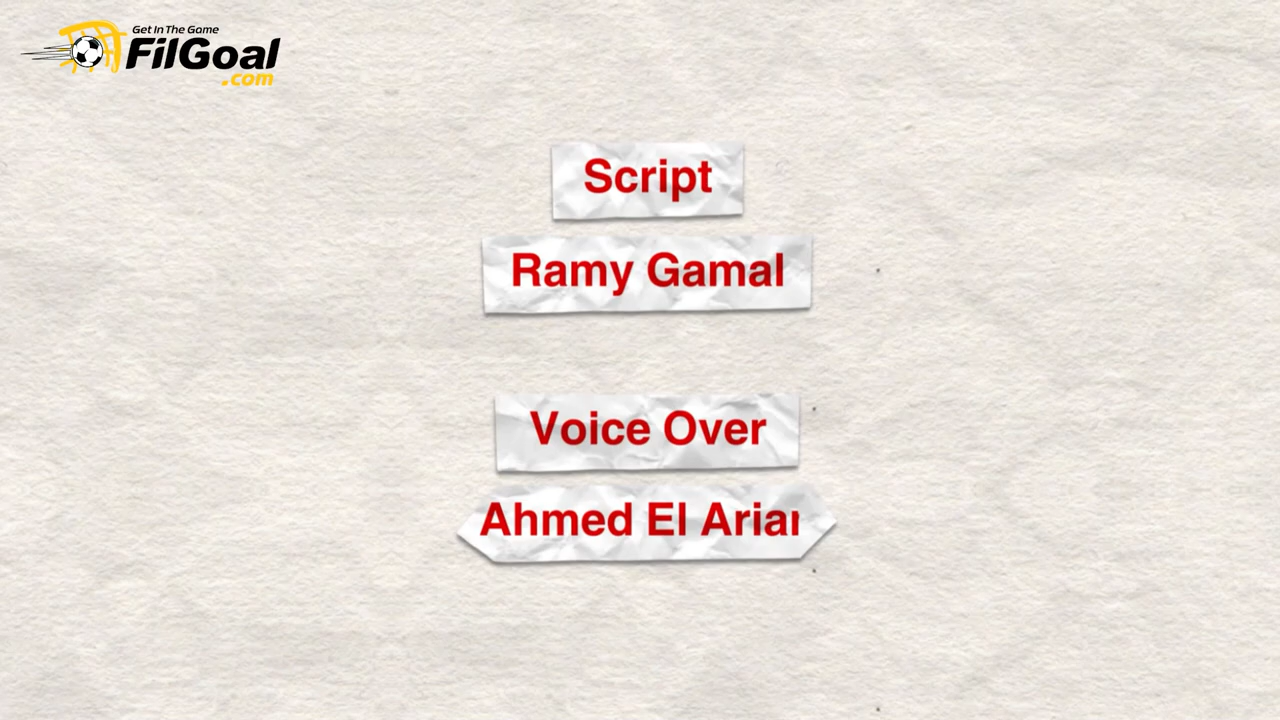 Get In The Game
FilGoal
.com
Script
Ramy Gamal
Voice Over
Ahmed El